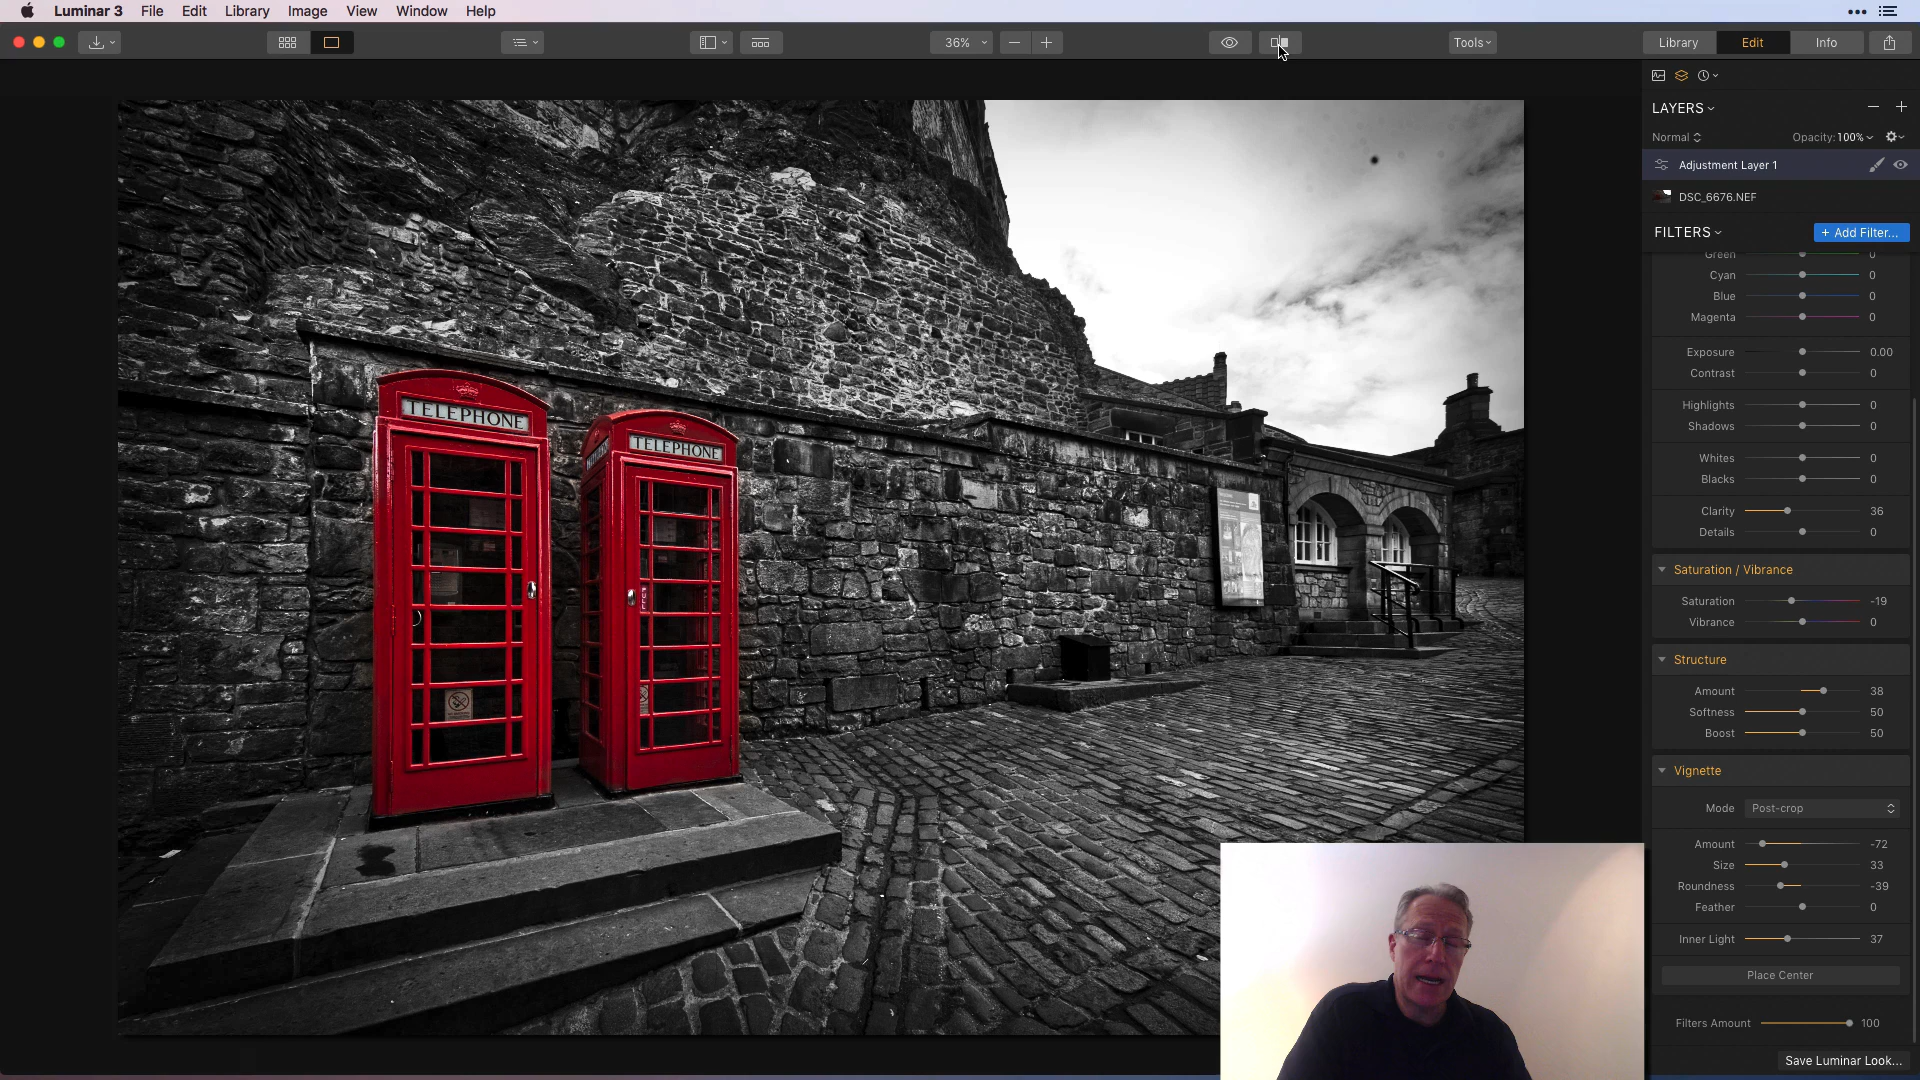 Luminar 3 File Edit Library Image View Window Help
36% Tools Library Edit Info
LAYERS
Normal Opacity: 100%
Adjustment Layer 1
DSC_6676.NEF
FILTERS + Add Filter...
Green 0
Cyan 0
Blue 0
Magenta 0
Exposure 0.00
Contrast 0
Highlights 0
Shadows 0
Whites 0
Blacks 0
Clarity 36
Details 0
Saturation / Vibrance
Saturation -19
Vibrance 0
Structure
Amount 38
Softness 50
Boost 50
Vignette
Mode Post-crop
Amount -72
Size 33
Roundness -39
Feather 0
Inner Light 37
Place Center
Filters Amount 100
Save Luminar Look...
TELEPHONE
TELEPHONE